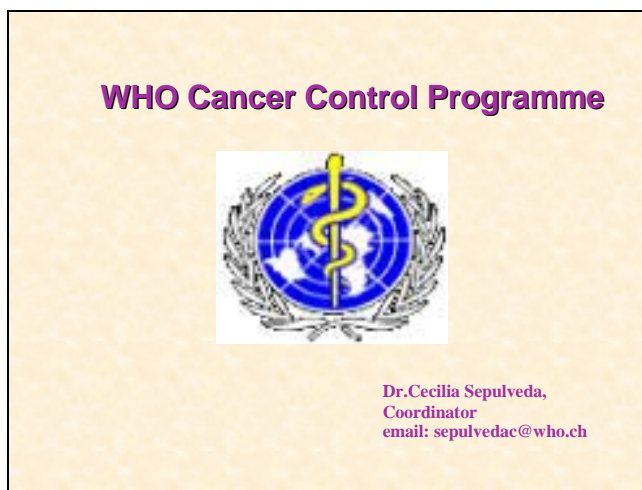 WHO Cancer Control Programme
Dr.Cecilia Sepulveda,
Coordinator
email: sepulvedac@who.ch